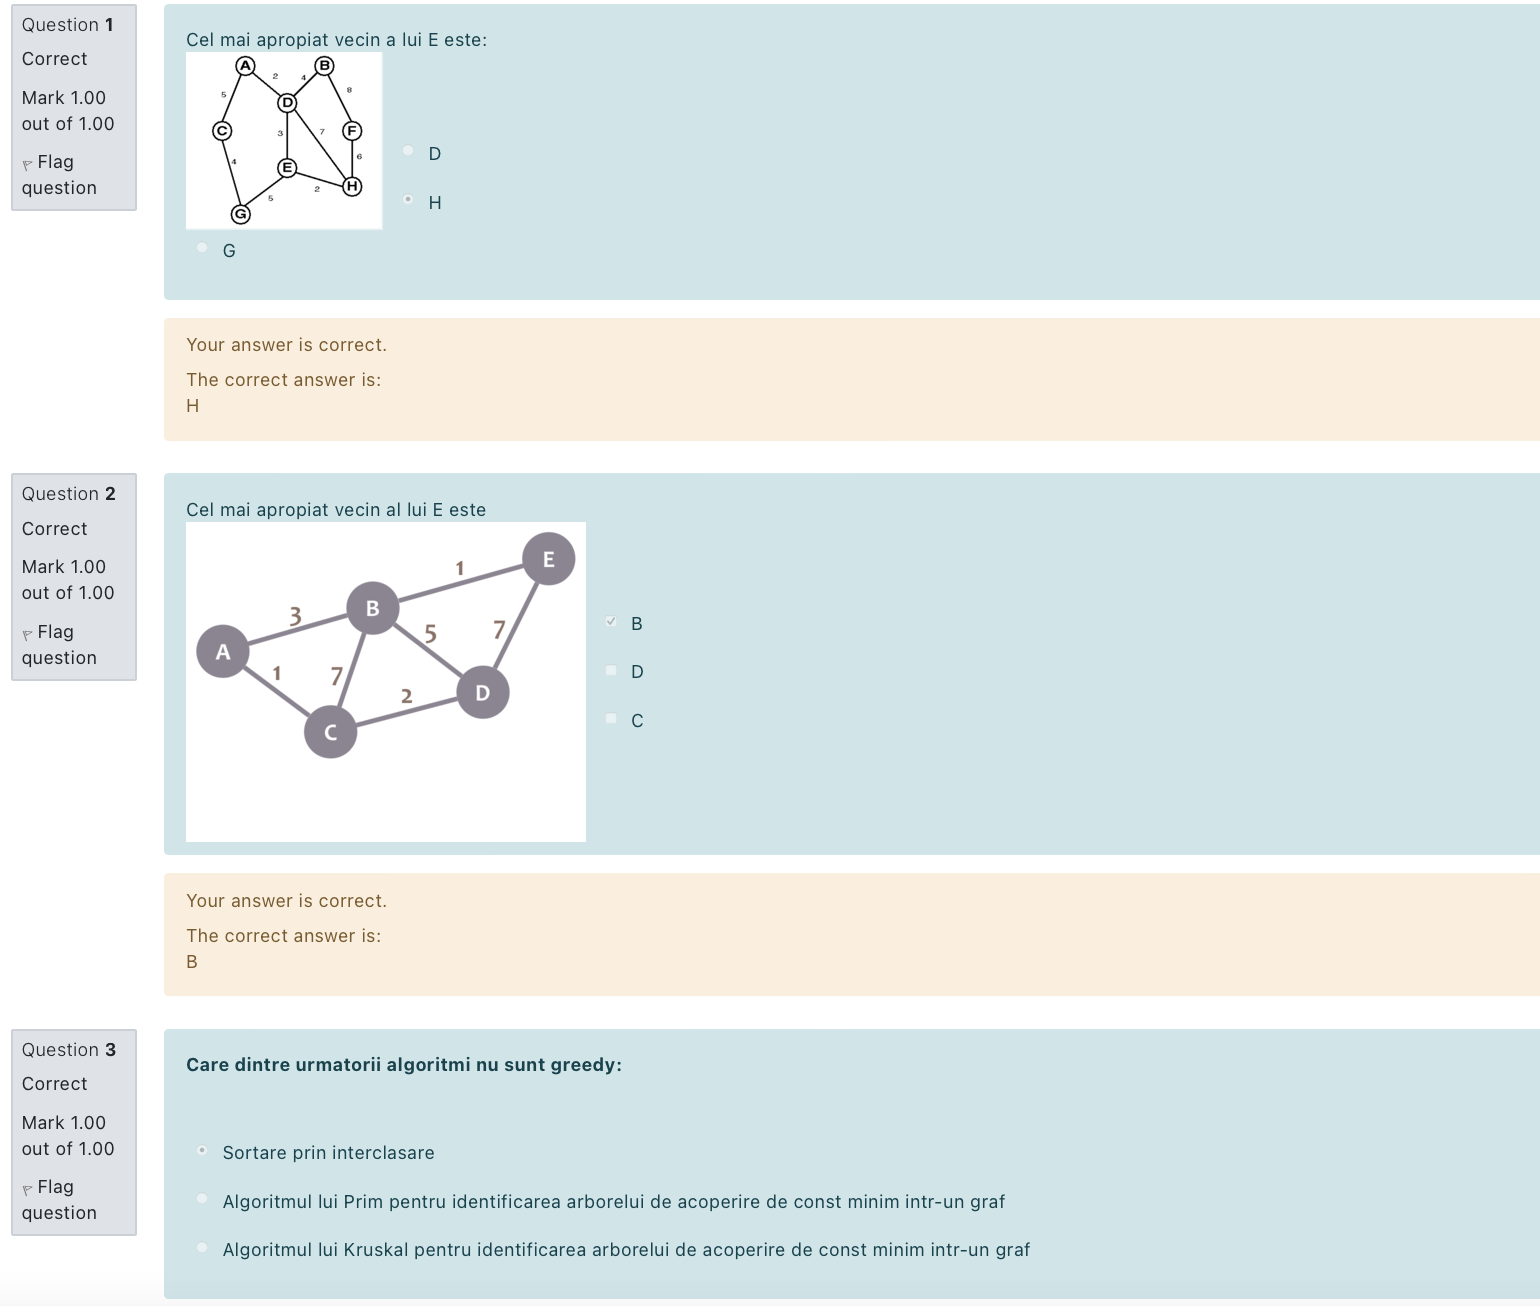 Question 1
Correct
Mark 1.00
out of 1.00
Flag
question
Cel mai apropiat vecin a lui E este:
A
B
2
4
5
8
D
C
3
7
F
4
6
E
H
2
5
G
D
H
G
Your answer is correct.
The correct answer is:
H
Question 2
Correct
Mark 1.00
out of 1.00
Flag
question
Cel mai apropiat vecin al lui E este
E
1
B
3
5
7
A
1
7
2
D
C
B
D
C
Your answer is correct.
The correct answer is:
B
Question 3
Correct
Mark 1.00
out of 1.00
Flag
question
Care dintre urmatorii algoritmi nu sunt greedy:
Sortare prin interclasare
Algoritmul lui Prim pentru identificarea arborelui de acoperire de const minim intr-un graf
Algoritmul lui Kruskal pentru identificarea arborelui de acoperire de const minim intr-un graf